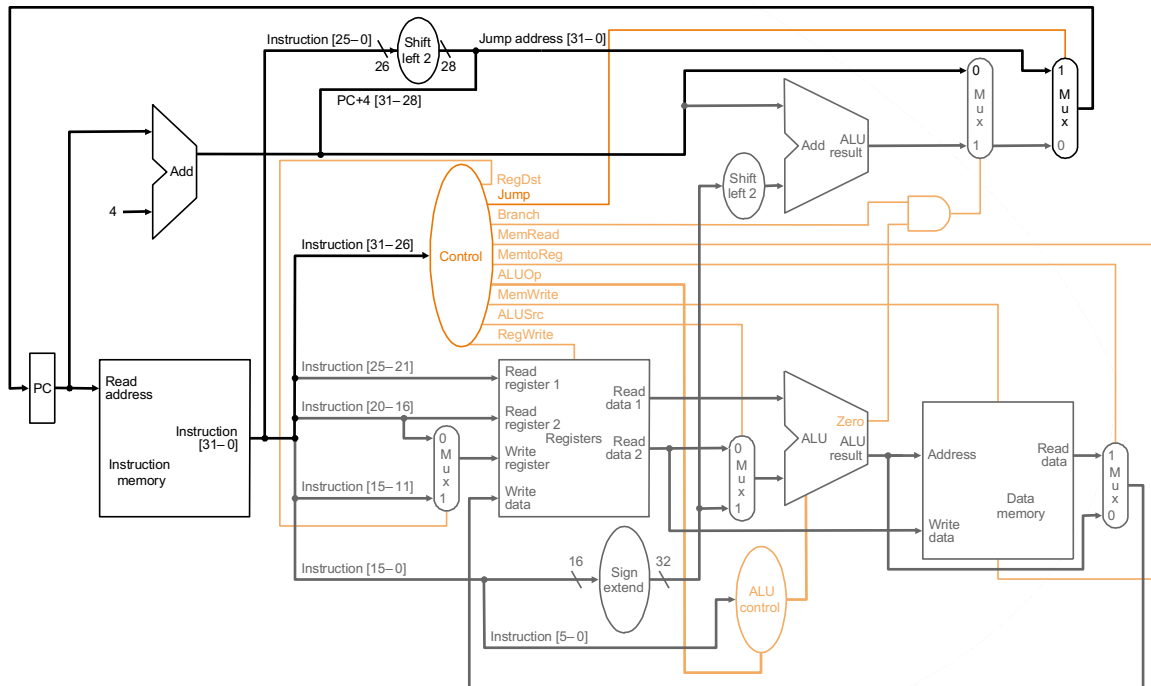 Instruction [25–0]
Shift
left 2
Jump address [31–0]
26
28
PC+4 [31–28]
Add
4
0
M
u
x
1
1
M
u
x
0
Add
ALU
result
Shift
left 2
RegDst
Jump
Branch
MemRead
MemtoReg
ALUOp
MemWrite
ALUSrc
RegWrite
Control
Instruction [31–26]
PC
Read
address
Instruction
[31–0]
Instruction
memory
Instruction [25–21]
Instruction [20–16]
Instruction [15–11]
Instruction [15–0]
0
M
u
x
1
Read
register 1
Read
register 2
Write
register
Write
data
Registers
Read
data 1
Read
data 2
0
M
u
x
1
Zero
ALU
ALU
result
Address
Write
data
Read
data
Data
memory
1
M
u
x
0
16
Sign
extend
32
ALU
control
Instruction [5–0]